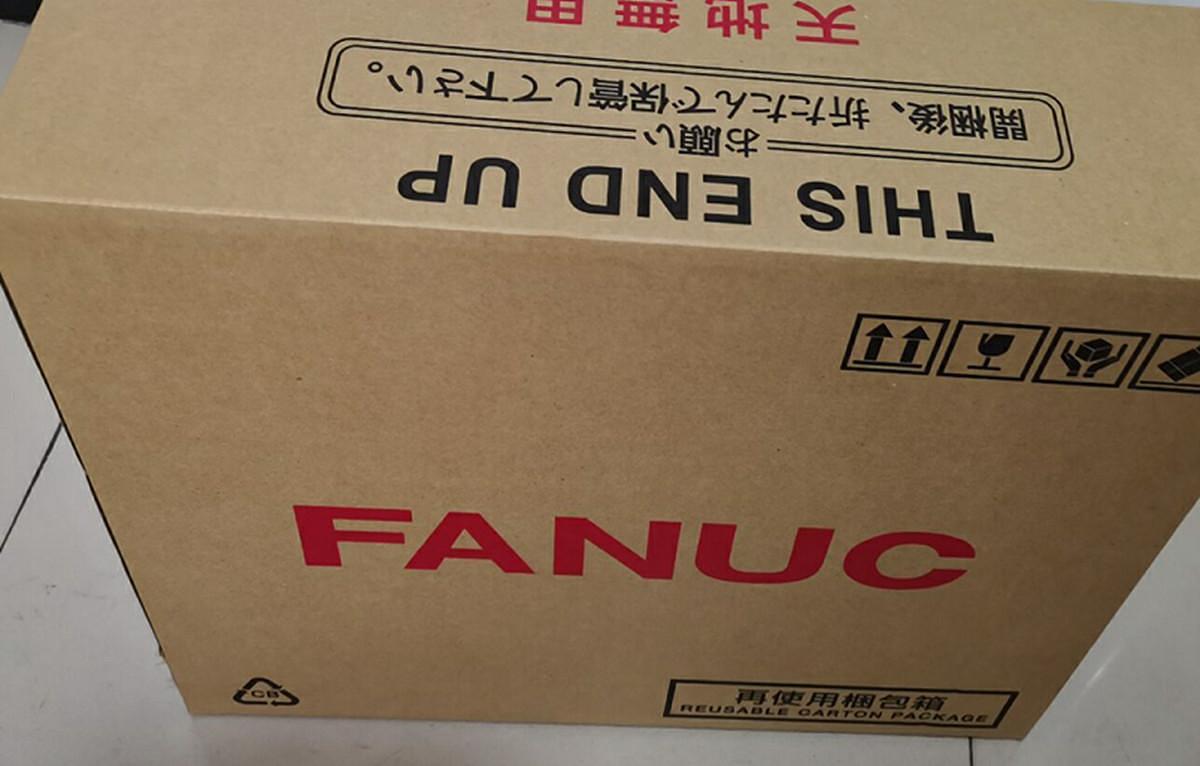 天地無用
開梱後、折たたんで保管して下さい。
お願い
THIS END UP
FANUC
CB
再使用梱包箱
REUSABLE CARTON PACKAGE